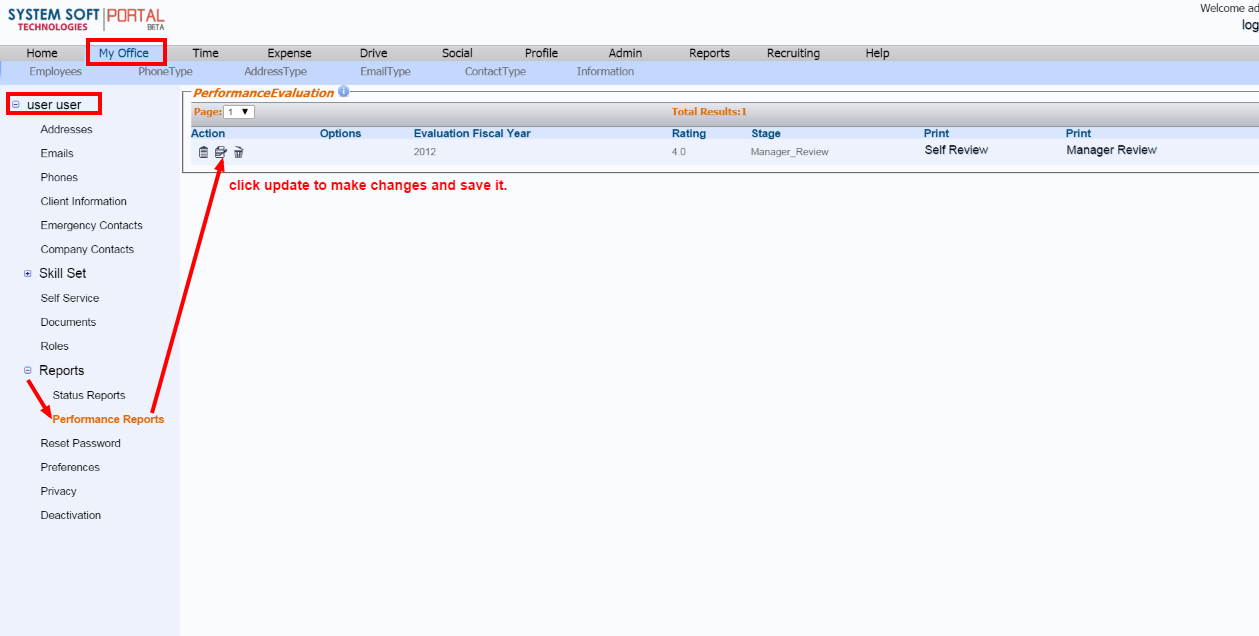 SYSTEM SOFT PORTAL
TECHNOLOGIES BETA
Welcome ad
log
Home My Office Time Expense Drive Social Profile Admin Reports Recruiting Help
Employees PhoneType AddressType EmailType ContactType Information
user user
Addresses
Emails
Phones
Client Information
Emergency Contacts
Company Contacts
Skill Set
Self Service
Documents
Roles
Reports
Status Reports
Performance Reports
Reset Password
Preferences
Privacy
Deactivation
PerformanceEvaluation
Page: 1 Total Results:1
Action Options Evaluation Fiscal Year Rating Stage Print Print
2012 4.0 Manager_Review Self Review Manager Review
click update to make changes and save it.